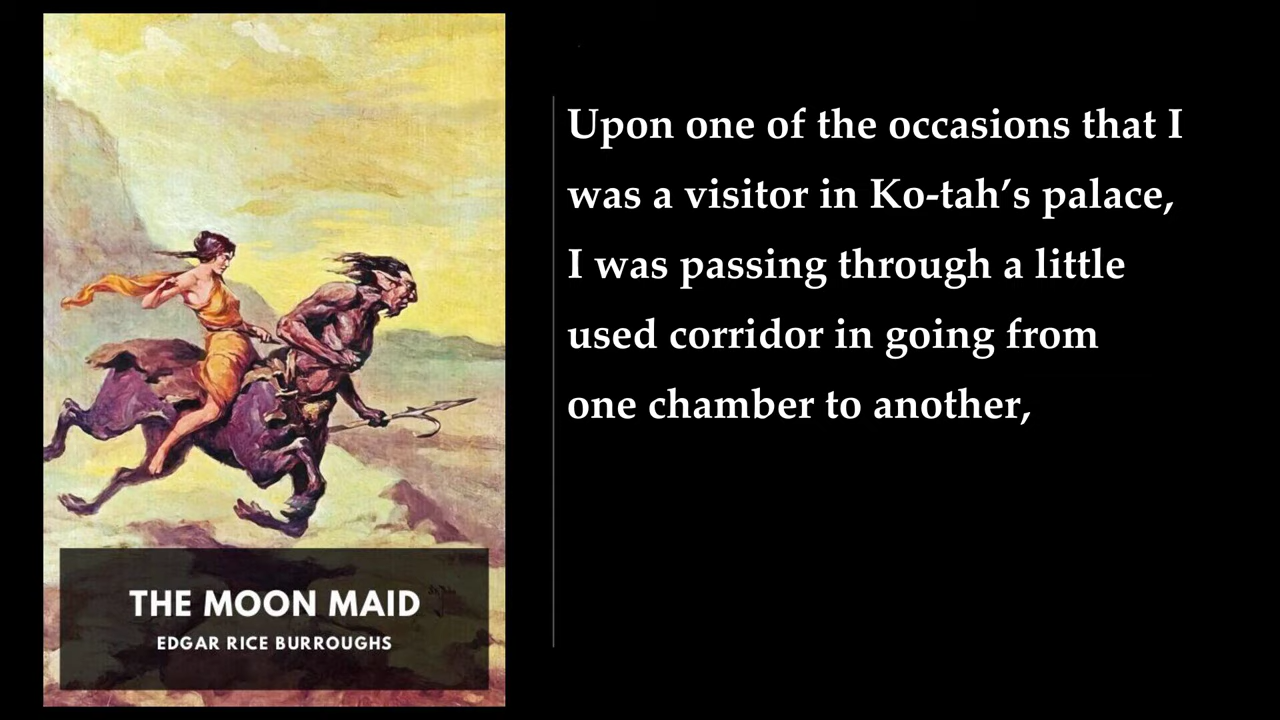 Upon one of the occasions that I
was a visitor in Ko-tah’s palace,
I was passing through a little
used corridor in going from
one chamber to another,
THE MOON MAID
EDGAR RICE BURROUGHS